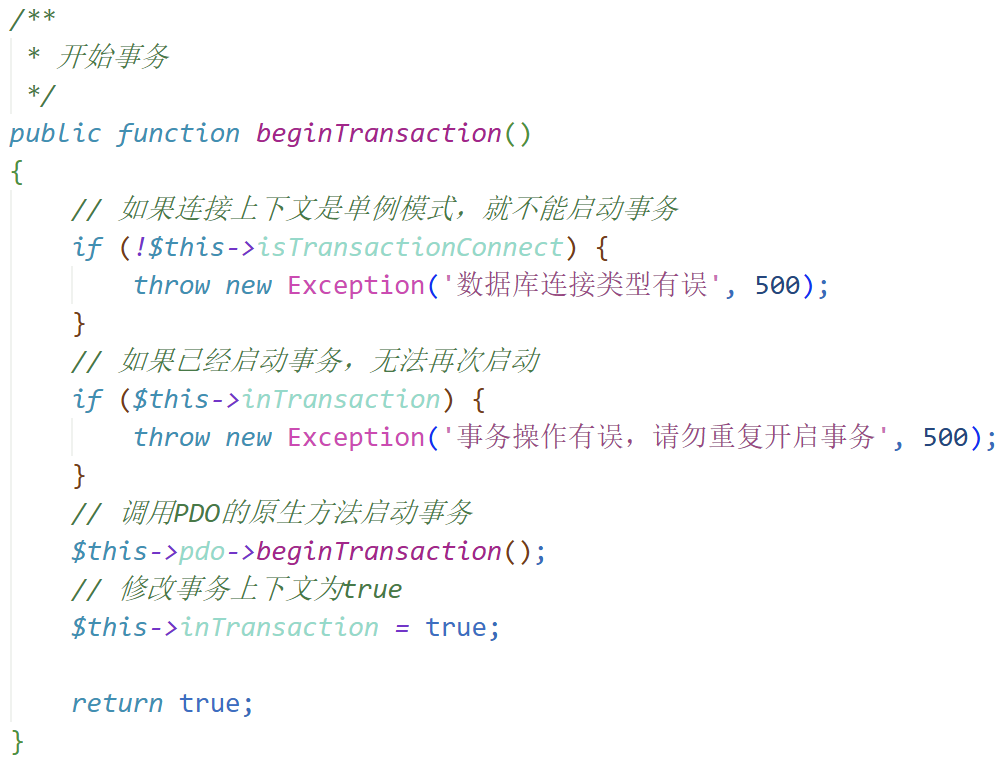 /**
 * 开始事务
 */
public function beginTransaction()
{
    // 如果连接上下文是单例模式，就不能启动事务
    if (!$this->isTransactionConnect) {
        throw new Exception('数据库连接类型有误', 500);
    }
    // 如果已经启动事务，无法再次启动
    if ($this->inTransaction) {
        throw new Exception('事务操作有误，请勿重复开启事务', 500);
    }
    // 调用PDO的原生方法启动事务
    $this->pdo->beginTransaction();
    // 修改事务上下文为true
    $this->inTransaction = true;

    return true;
}